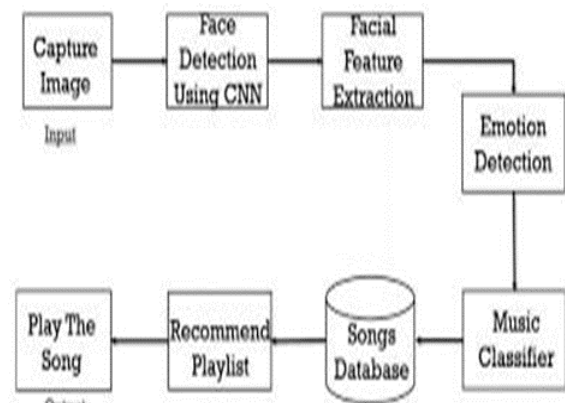 Capture
Image
Input
Face
Detection
Using CNN
Facial
Feature
Extraction
Emotion
Detection
Music
Classifier
Songs
Database
Recommend
Playlist
Play The
Song
Output